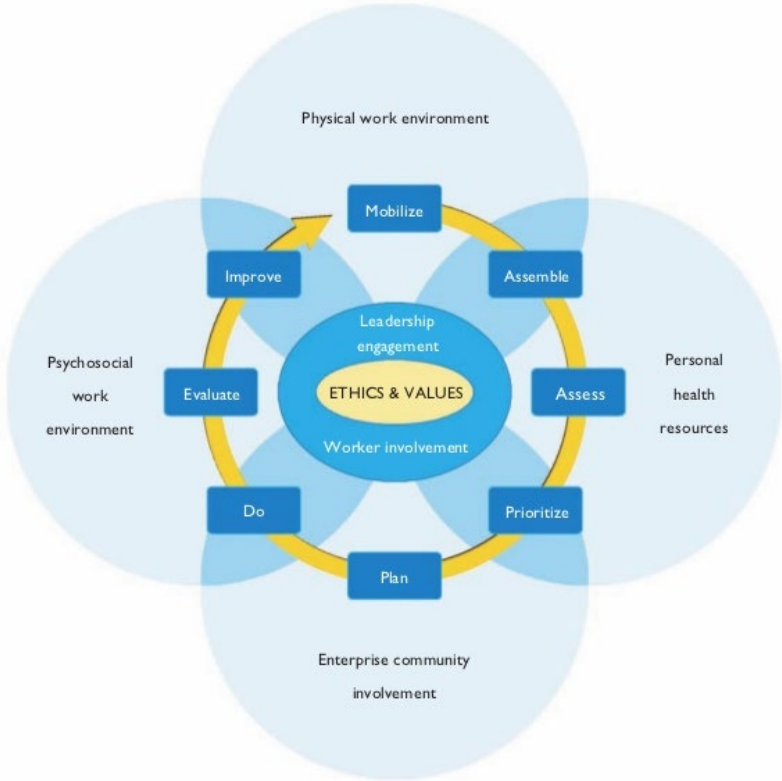 Physical work environment
Mobilize
Improve
Assemble
Leadership
engagement
Psychosocial
work
environment
Evaluate
ETHICS & VALUES
Assess
Personal
health
resources
Worker involvement
Do
Prioritize
Plan
Enterprise community
involvement